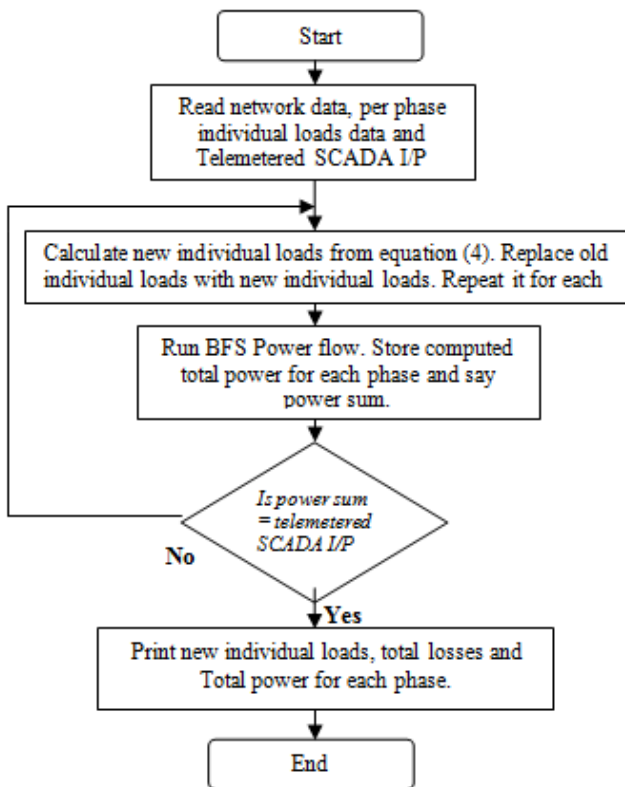 Start
Read network data, per phase
individual loads data and
Telemetered SCADA I/P
Calculate new individual loads from equation (4). Replace old
individual loads with new individual loads. Repeat it for each
Run BFS Power flow. Store computed
total power for each phase and say
power sum.
Is power sum
= telemetered
SCADA I/P
No
Yes
Print new individual loads, total losses and
Total power for each phase.
End